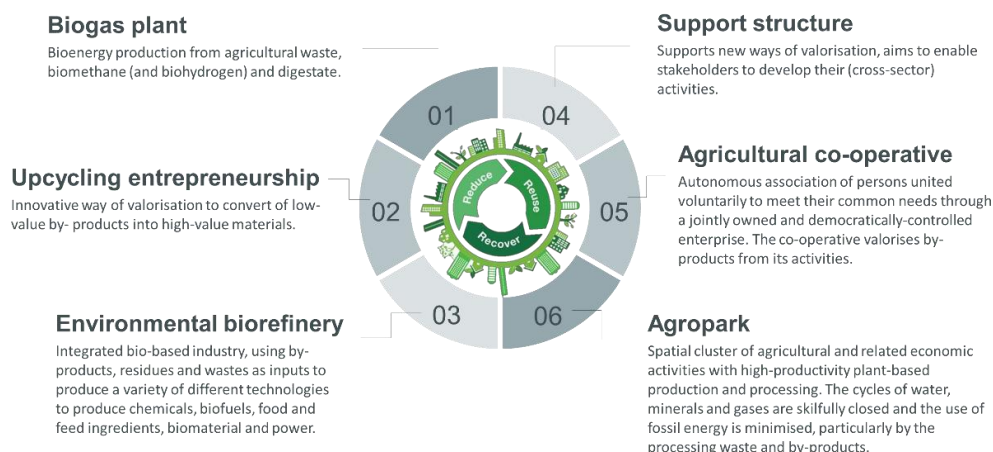 Biogas plant
Bioenergy production from agricultural waste,
biomethane (and biohydrogen) and digestate.
Upcycling entrepreneurship
Innovative way of valorisation to convert of low-
value by- products into high-value materials.
Environmental biorefinery
Integrated bio-based industry, using by-
products, residues and wastes as inputs to
produce a variety of different technologies
to produce chemicals, biofuels, food and
feed ingredients, biomaterial and power.
01
02
03
04
05
06
Reduce
Reuse
Recover
Support structure
Supports new ways of valorisation, aims to enable
stakeholders to develop their (cross-sector)
activities.
Agricultural co-operative
Autonomous association of persons united
voluntarily to meet their common needs through
a jointly owned and democratically-controlled
enterprise. The co-operative valorises by-
products from its activities.
Agropark
Spatial cluster of agricultural and related economic
activities with high-productivity plant-based
production and processing. The cycles of water,
minerals and gases are skilfully closed and the use of
fossil energy is minimised, particularly by the
processing waste and by-products.